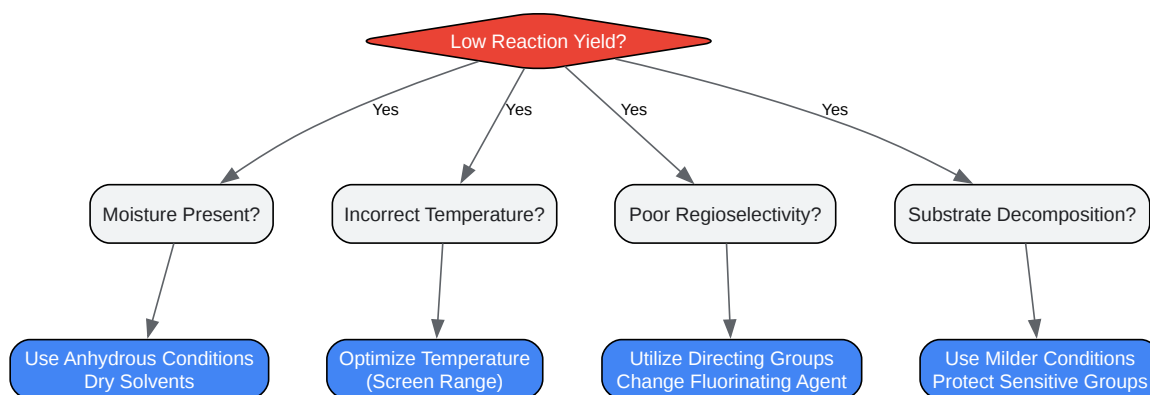 Low Reaction Yield?
Yes
Yes
Yes
Yes
Moisture Present?
Incorrect Temperature?
Poor Regioselectivity?
Substrate Decomposition?
Use Anhydrous Conditions
Dry Solvents
Optimize Temperature
(Screen Range)
Utilize Directing Groups
Change Fluorinating Agent
Use Milder Conditions
Protect Sensitive Groups